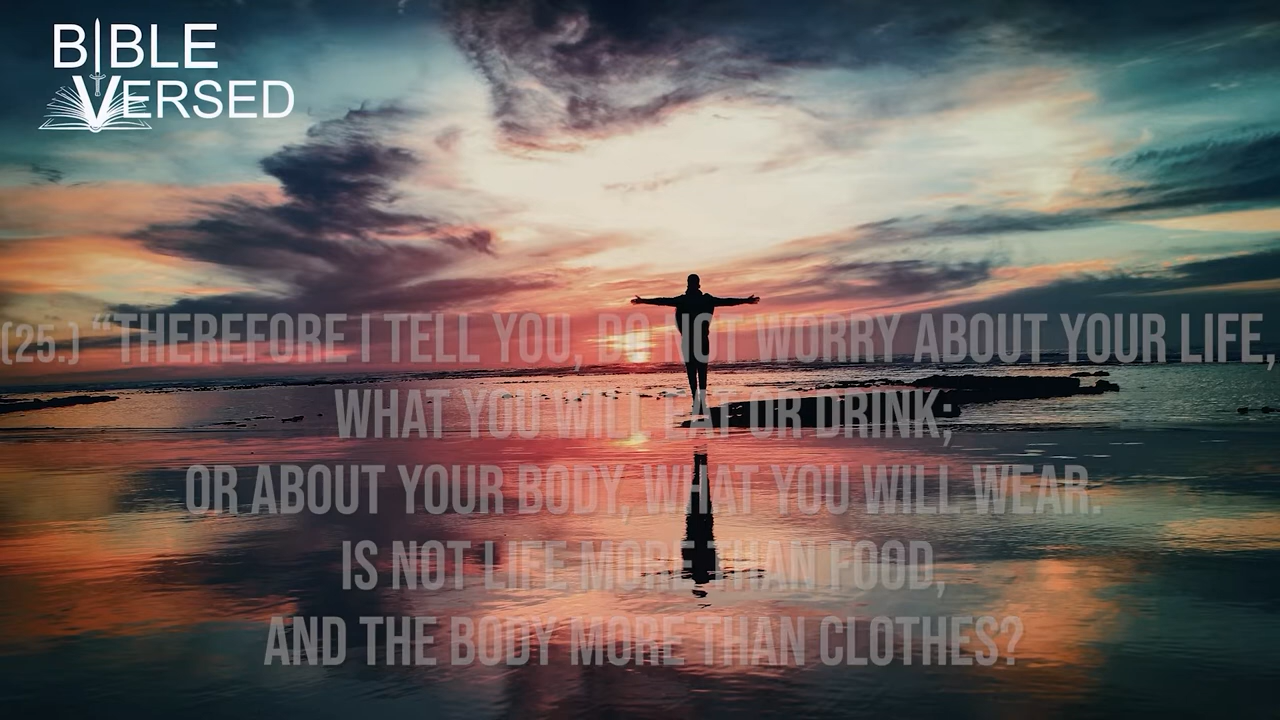 BIBLE
VERSED
(25.) “THEREFORE I TELL YOU, DO NOT WORRY ABOUT YOUR LIFE,
WHAT YOU WILL EAT OR DRINK;
OR ABOUT YOUR BODY, WHAT YOU WILL WEAR.
IS NOT LIFE MORE THAN FOOD,
AND THE BODY MORE THAN CLOTHES?